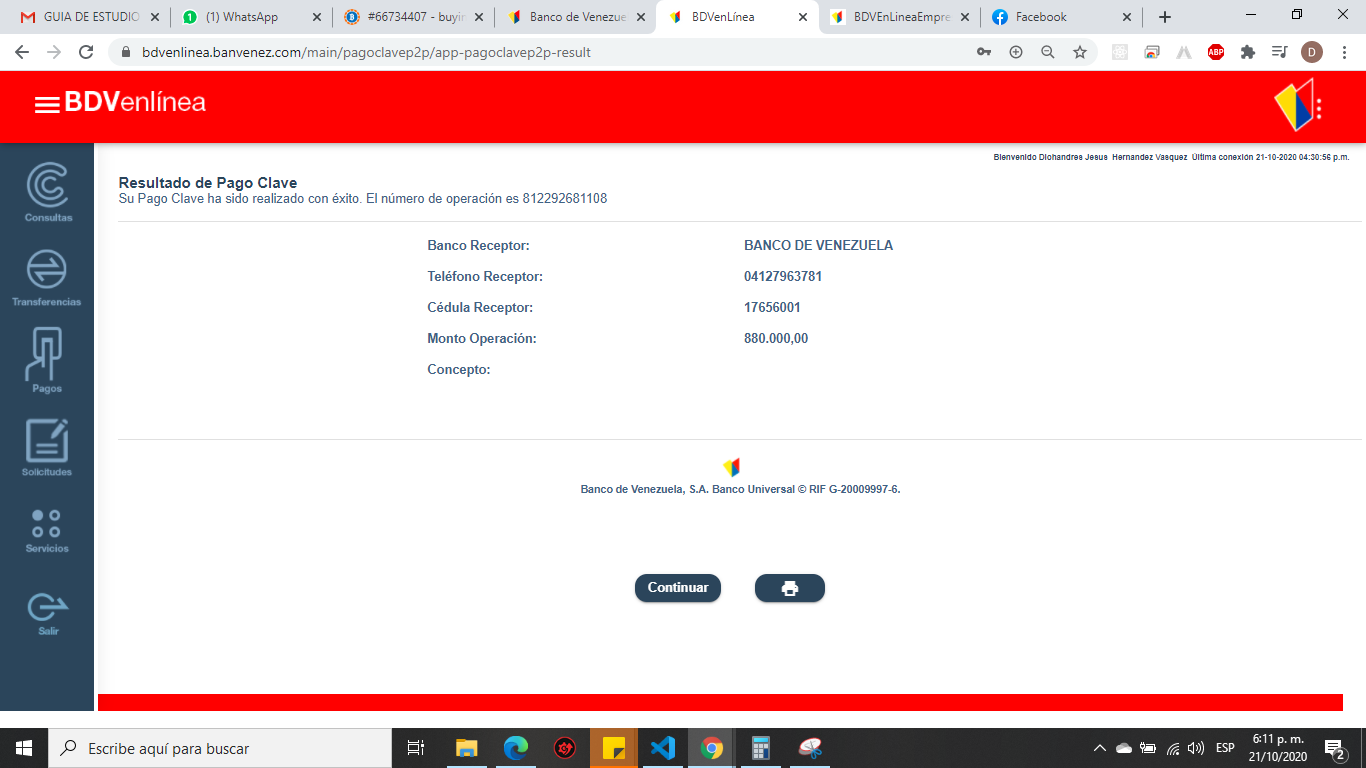 GUIA DE ESTUDIO
(1) WhatsApp
#66734407 - buyin
Banco de Venezue
BDVenLínea
BDVEnLineaEmpre
Facebook
bdvenlinea.banvenez.com/main/pagoclavep2p/app-pagoclavep2p-result
ABP
D
BDVenlínea
Bienvenido Diohandres Jesus Hernandez Vasquez Última conexión 21-10-2020 04:30:56 p.m.
Consultas
Transferencias
Pagos
Solicitudes
Servicios
Salir
Resultado de Pago Clave
Su Pago Clave ha sido realizado con éxito. El número de operación es 812292681108
Banco Receptor: BANCO DE VENEZUELA
Teléfono Receptor: 04127963781
Cédula Receptor: 17656001
Monto Operación: 880.000,00
Concepto:
Banco de Venezuela, S.A. Banco Universal © RIF G-20009997-6.
Continuar
Escribe aquí para buscar
ESP
6:11 p. m.
21/10/2020
2